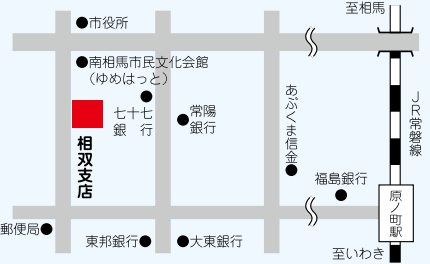 至相馬
市役所
南相馬市民文化会館
（ゆめはっと）
七十七
銀　行
常陽
銀行
あぶくま信金
JR常磐線
相双支店
福島銀行
原ノ町駅
郵便局
東邦銀行
大東銀行
至いわき